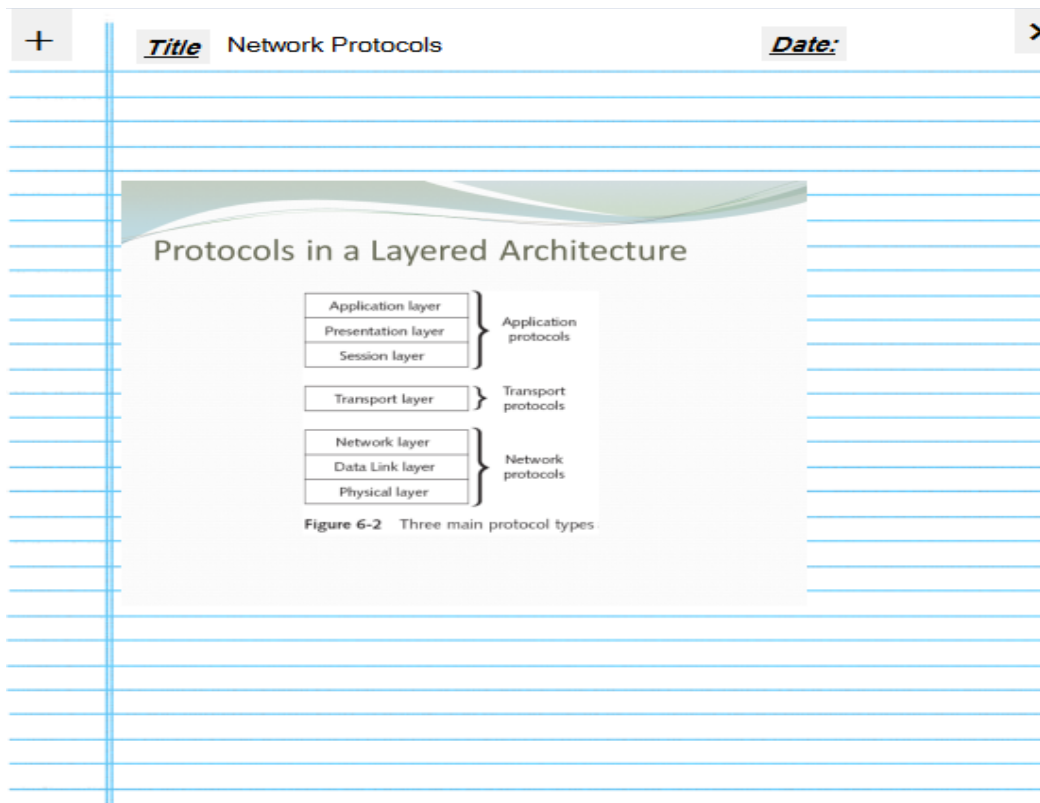 +
Title Network Protocols Date:
Protocols in a Layered Architecture
Application layer
Presentation layer
Session layer
Application
protocols
Transport layer
Transport
protocols
Network layer
Data Link layer
Physical layer
Network
protocols
Figure 6-2 Three main protocol types